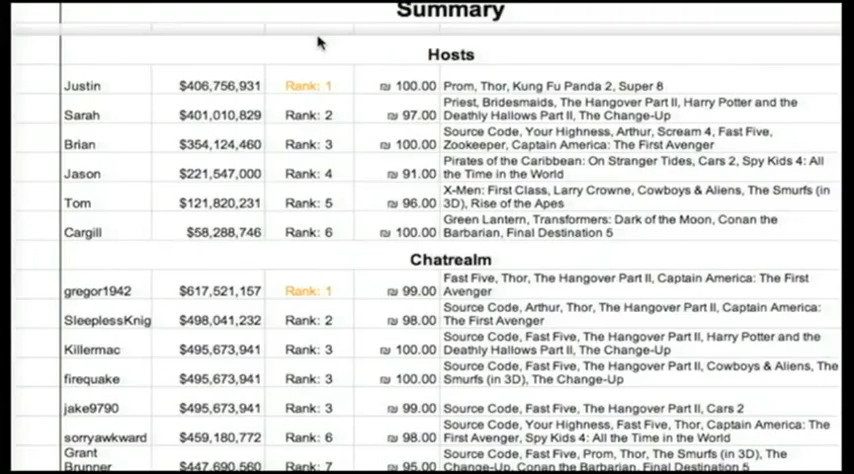 Summary
Hosts
Justin $406,756,931 Rank: 1 ₪ 100.00 Prom, Thor, Kung Fu Panda 2, Super 8
Sarah $401,010,829 Rank: 2 ₪ 97.00 Priest, Bridesmaids, The Hangover Part II, Harry Potter and the
Deathly Hallows Part II, The Change-Up
Brian $354,124,460 Rank: 3 ₪ 100.00 Source Code, Your Highness, Arthur, Scream 4, Fast Five,
Zookeeper, Captain America: The First Avenger
Jason $221,547,000 Rank: 4 ₪ 91.00 Pirates of the Caribbean: On Stranger Tides, Cars 2, Spy Kids 4: All
the Time in the World
Tom $121,820,231 Rank: 5 ₪ 96.00 X-Men: First Class, Larry Crowne, Cowboys & Aliens, The Smurfs (in
3D), Rise of the Apes
Cargill $58,288,746 Rank: 6 ₪ 100.00 Green Lantern, Transformers: Dark of the Moon, Conan the
Barbarian, Final Destination 5
Chatrealm
gregor1942 $617,521,157 Rank: 1 ₪ 99.00 Fast Five, Thor, The Hangover Part II, Captain America: The First
Avenger
SleeplessKnig $498,041,232 Rank: 2 ₪ 98.00 Source Code, Arthur, Thor, The Hangover Part II, Captain America:
The First Avenger
Killermac $495,673,941 Rank: 3 ₪ 100.00 Source Code, Fast Five, The Hangover Part II, Harry Potter and the
Deathly Hallows Part II, The Change-Up
firequake $495,673,941 Rank: 3 ₪ 100.00 Source Code, Fast Five, The Hangover Part II, Cowboys & Aliens, The
Smurfs (in 3D), The Change-Up
jake9790 $495,673,941 Rank: 3 ₪ 99.00 Source Code, Fast Five, The Hangover Part II, Cars 2
sorryawkward $459,180,772 Rank: 6 ₪ 98.00 Source Code, Your Highness, Fast Five, Thor, Captain America: The
First Avenger, Spy Kids 4: All the Time in the World
Grant
Brunner $447,690,560 Rank: 7 ₪ 95.00 Source Code, Fast Five, Prom, Thor, The Smurfs (in 3D), The
Change-Up, Conan the Barbarian, Final Destination 5